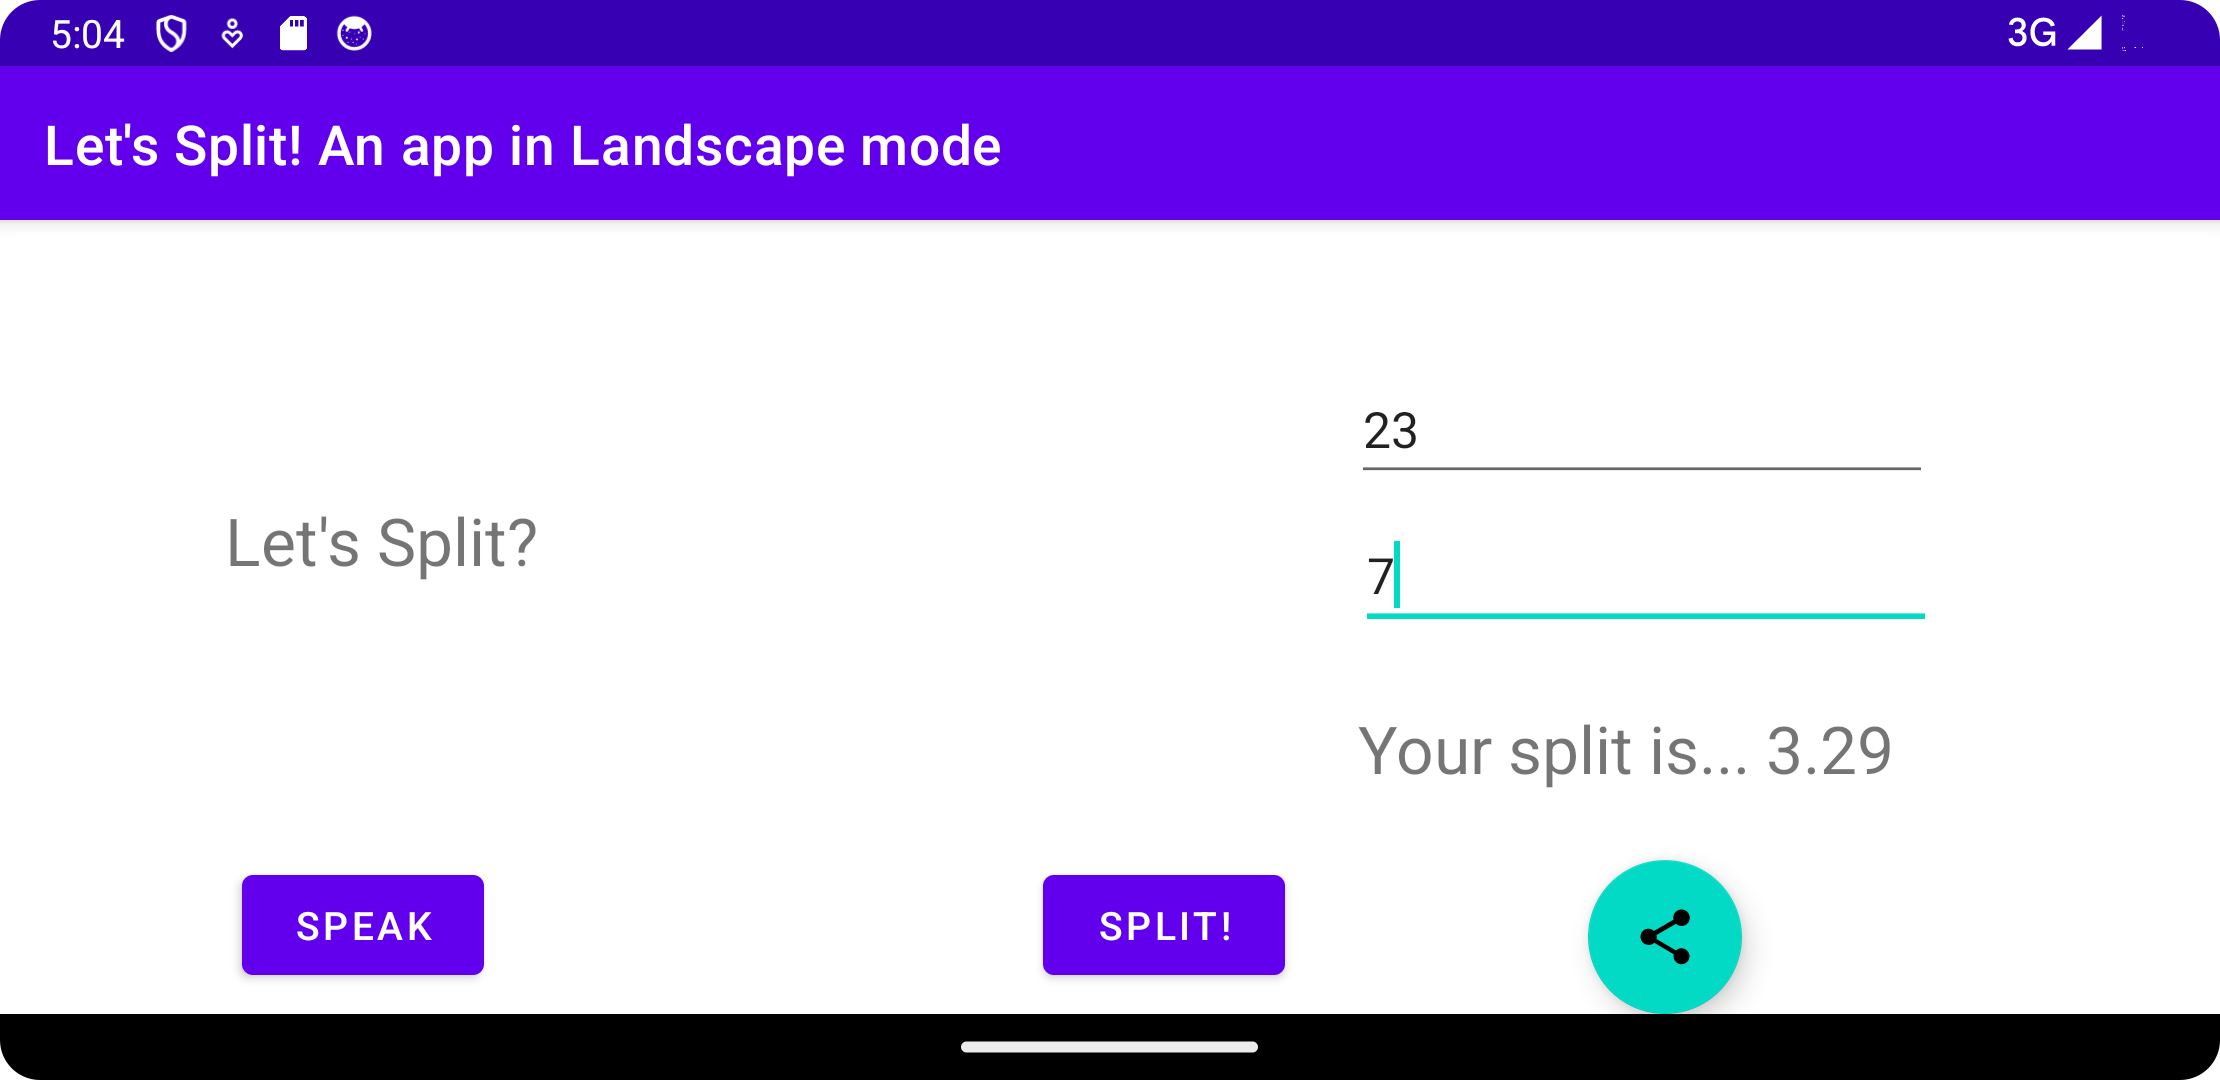 5:04
3G
Let's Split! An app in Landscape mode
23
Let's Split?
7
Your split is... 3.29
SPEAK
SPLIT!